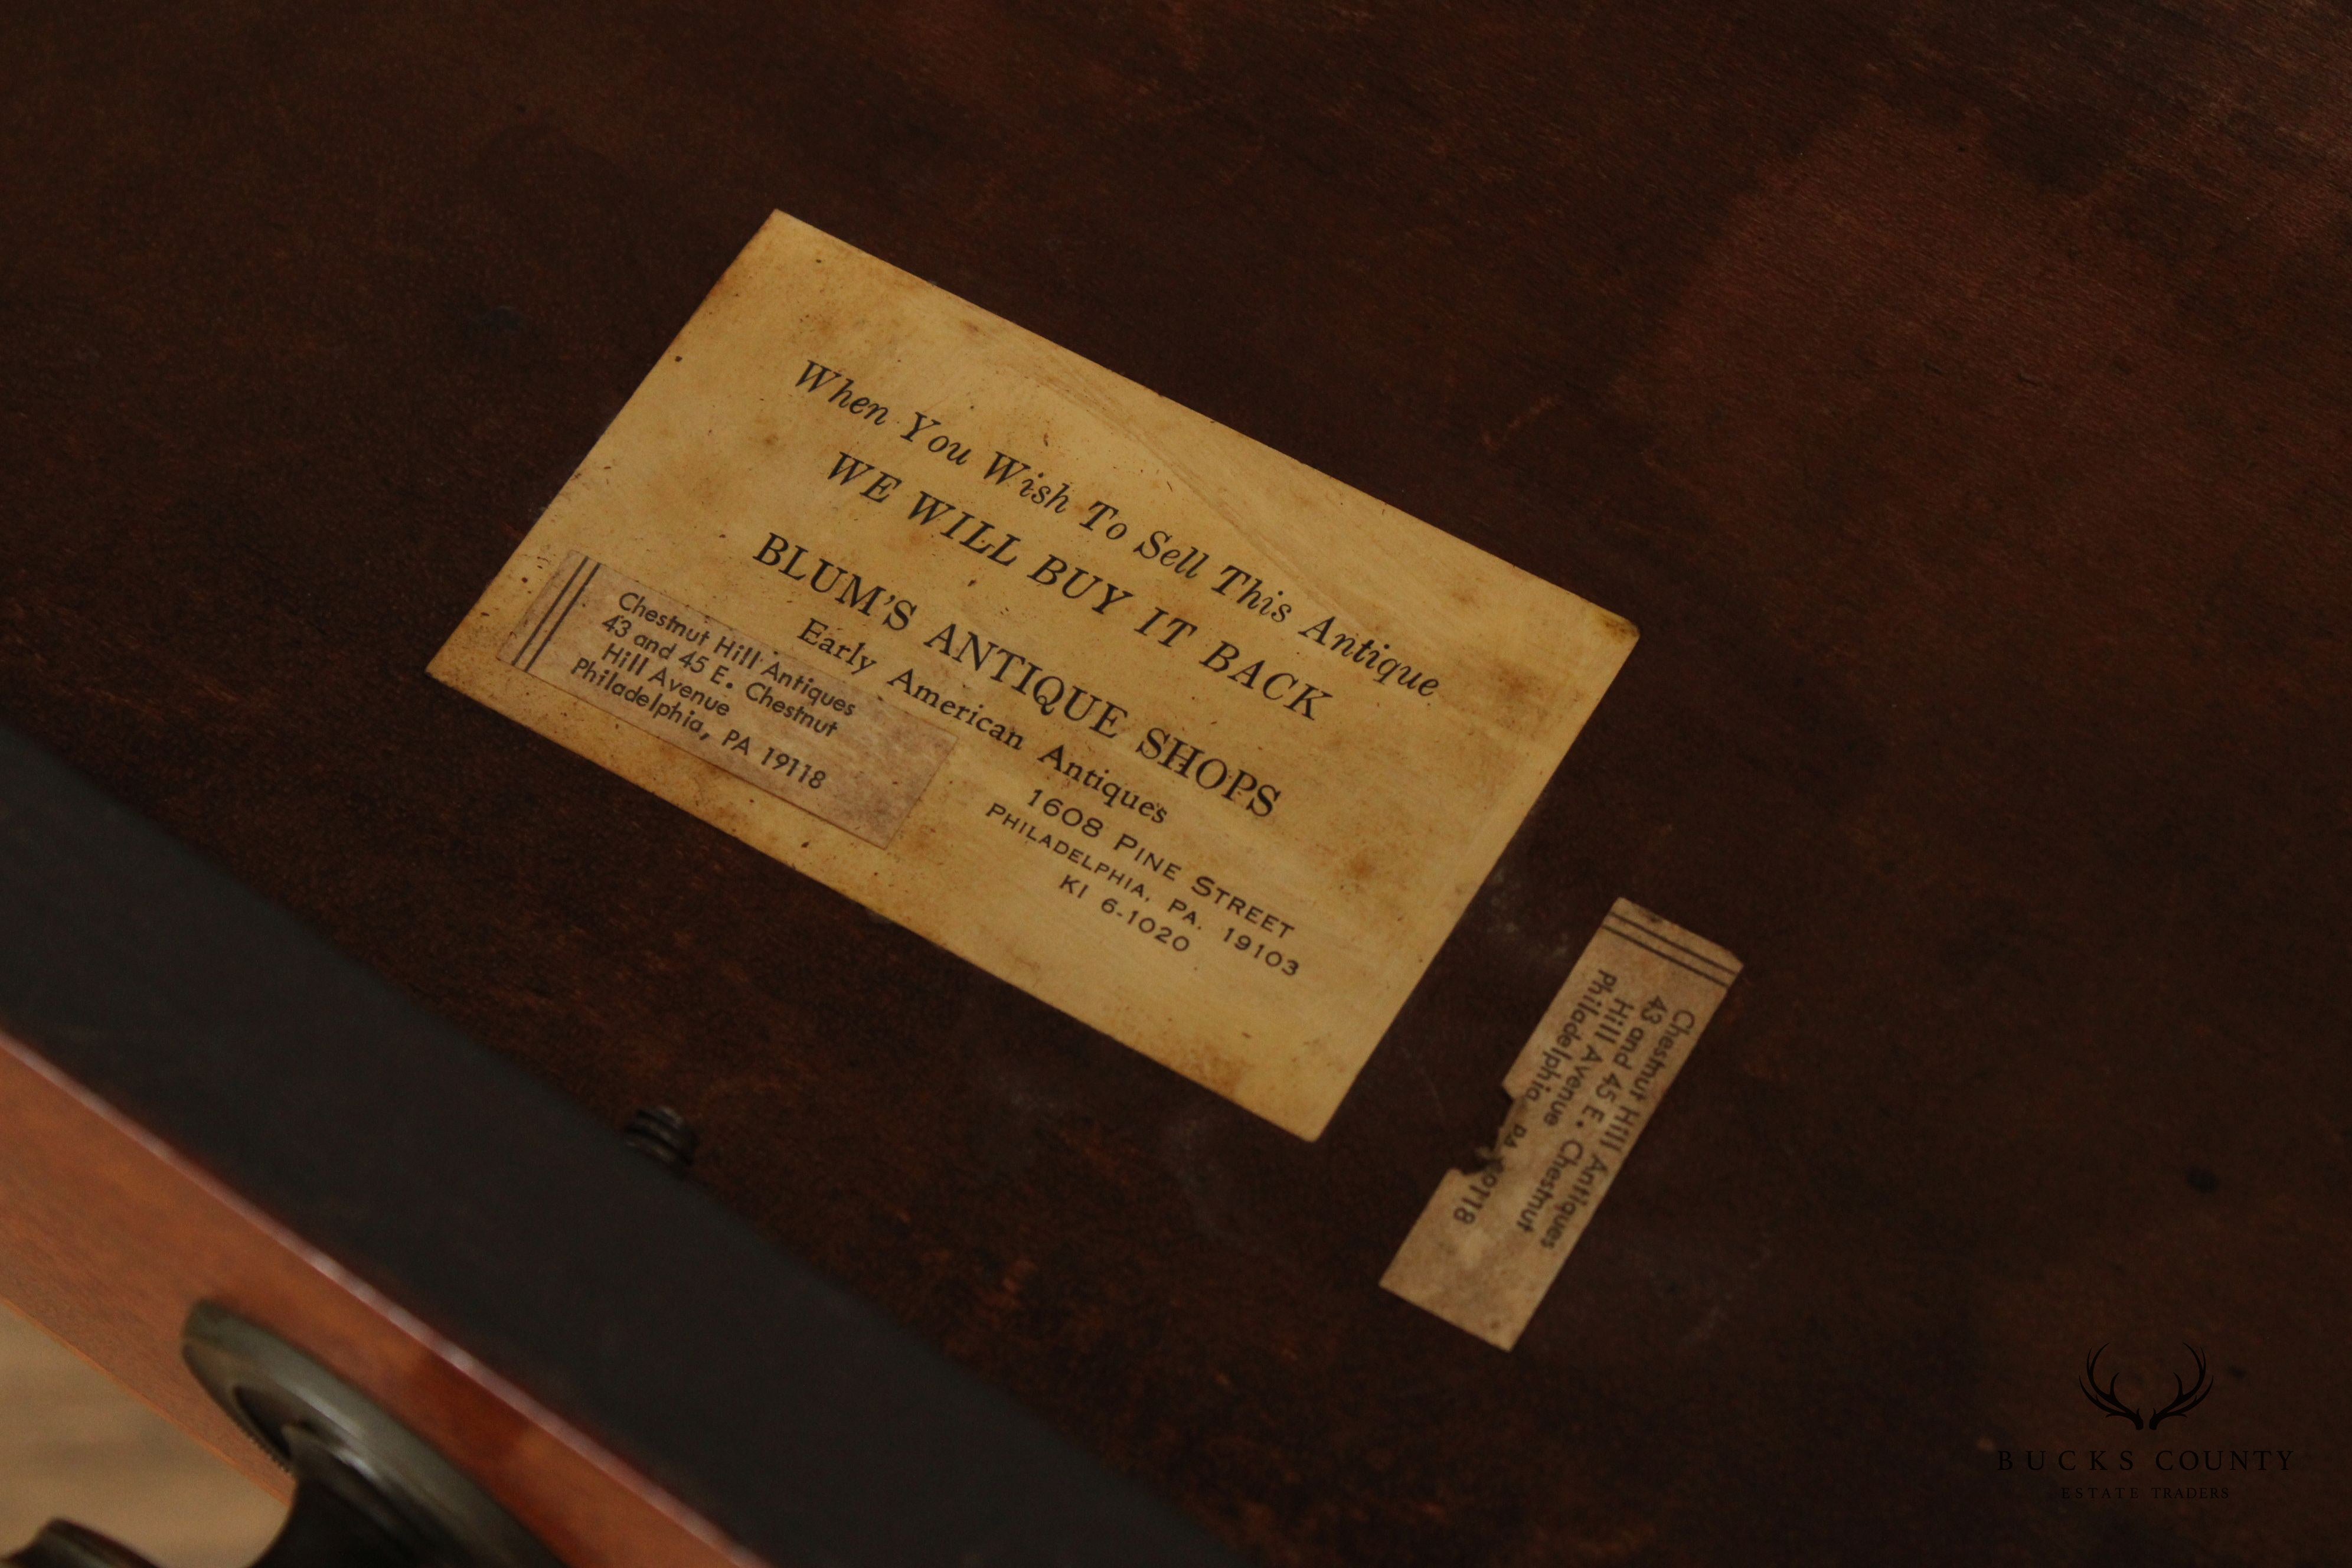 When You Wish To Sell This Antique
WE WILL BUY IT BACK
BLUM'S ANTIQUE SHOPS
Early American Antiques
1608 PINE STREET
PHILADELPHIA, PA. 19103
KI 6-1020
Chestnut Hill Antiques
43 and 45 E. Chestnut
Hill Avenue
Philadelphia, PA 19118
Chestnut Hill Antiques
43 and 45 E. Chestnut
Hill Avenue
Philadelphia, PA 19118
BUCKS COUNTY
ESTATE TRADERS